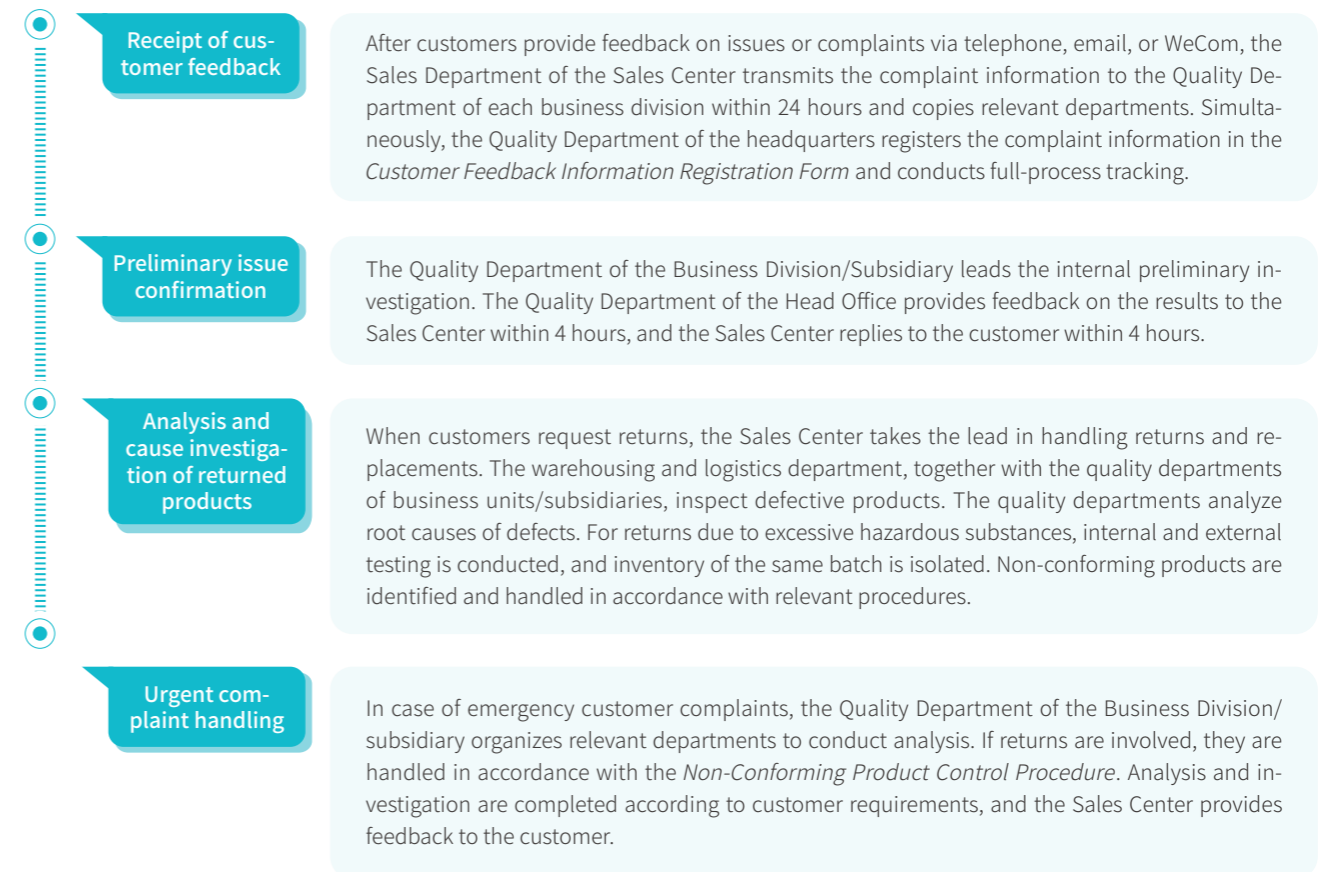 Receipt of cus-
tomer feedback
After customers provide feedback on issues or complaints via telephone, email, or WeCom, the
Sales Department of the Sales Center transmits the complaint information to the Quality De-
partment of each business division within 24 hours and copies relevant departments. Simulta-
neously, the Quality Department of the headquarters registers the complaint information in the
Customer Feedback Information Registration Form and conducts full-process tracking.
Preliminary issue
confirmation
The Quality Department of the Business Division/Subsidiary leads the internal preliminary in-
vestigation. The Quality Department of the Head Office provides feedback on the results to the
Sales Center within 4 hours, and the Sales Center replies to the customer within 4 hours.
Analysis and
cause investiga-
tion of returned
products
When customers request returns, the Sales Center takes the lead in handling returns and re-
placements. The warehousing and logistics department, together with the quality departments
of business units/subsidiaries, inspect defective products. The quality departments analyze
root causes of defects. For returns due to excessive hazardous substances, internal and external
testing is conducted, and inventory of the same batch is isolated. Non-conforming products are
identified and handled in accordance with relevant procedures.
Urgent com-
plaint handling
In case of emergency customer complaints, the Quality Department of the Business Division/
subsidiary organizes relevant departments to conduct analysis. If returns are involved, they are
handled in accordance with the Non-Conforming Product Control Procedure. Analysis and in-
vestigation are completed according to customer requirements, and the Sales Center provides
feedback to the customer.